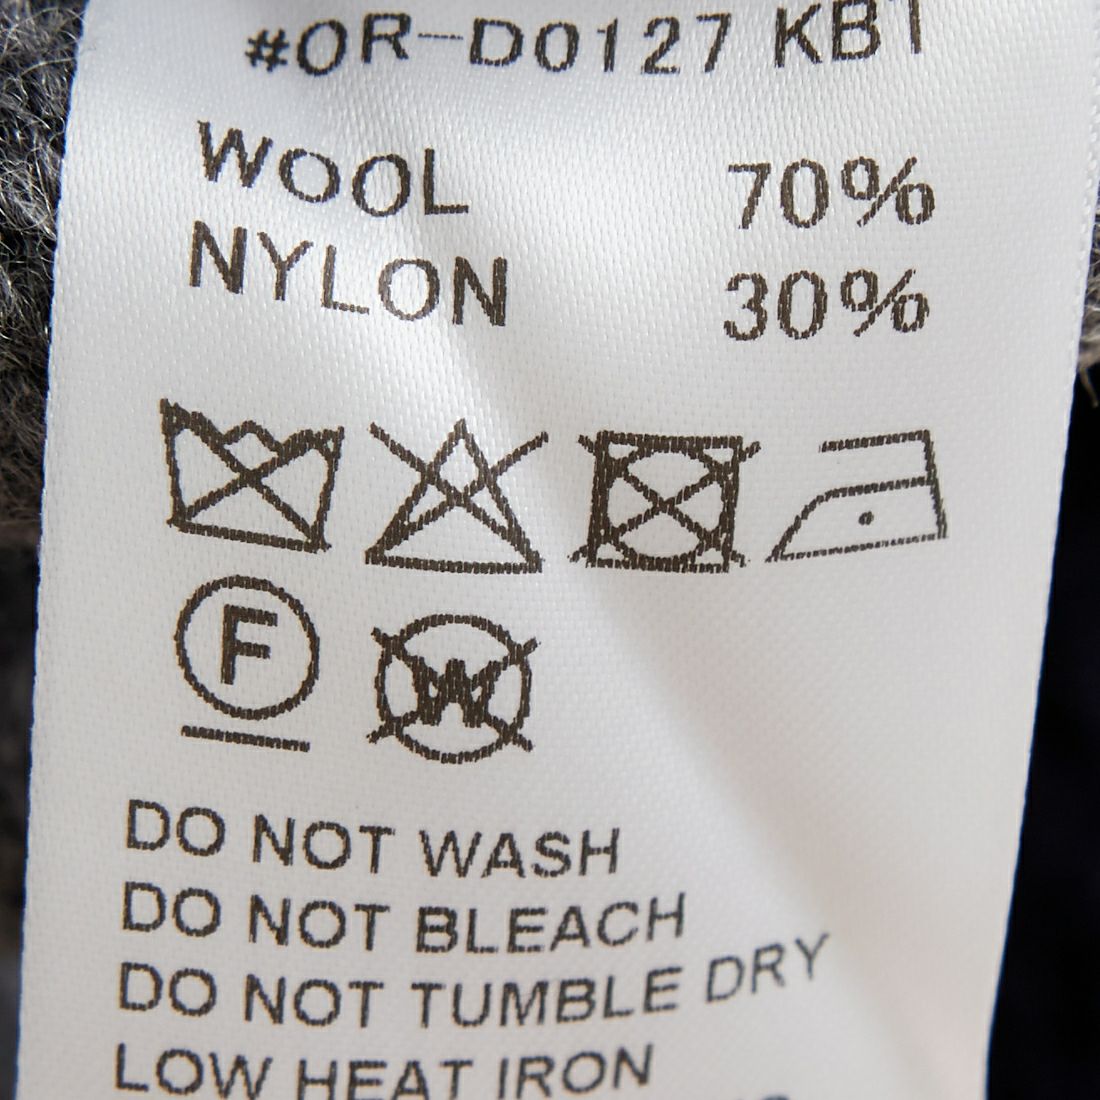 #OR-D0127 KB1
WOOL 70%
NYLON 30%
F
W
DO NOT WASH
DO NOT BLEACH
DO NOT TUMBLE DRY
LOW HEAT IRON